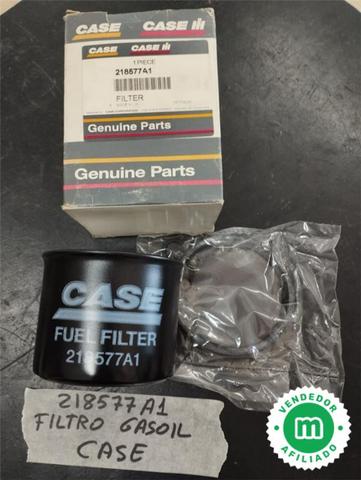 CASE CASE IH
CASE CASE IH
1 PIECE
218577A1
FILTER
Genuine Parts
Genuine Parts
CASE
FUEL FILTER
218577A1
218577A1
FILTRO GASOIL
CASE
VENDEDOR
m
AFILIADO